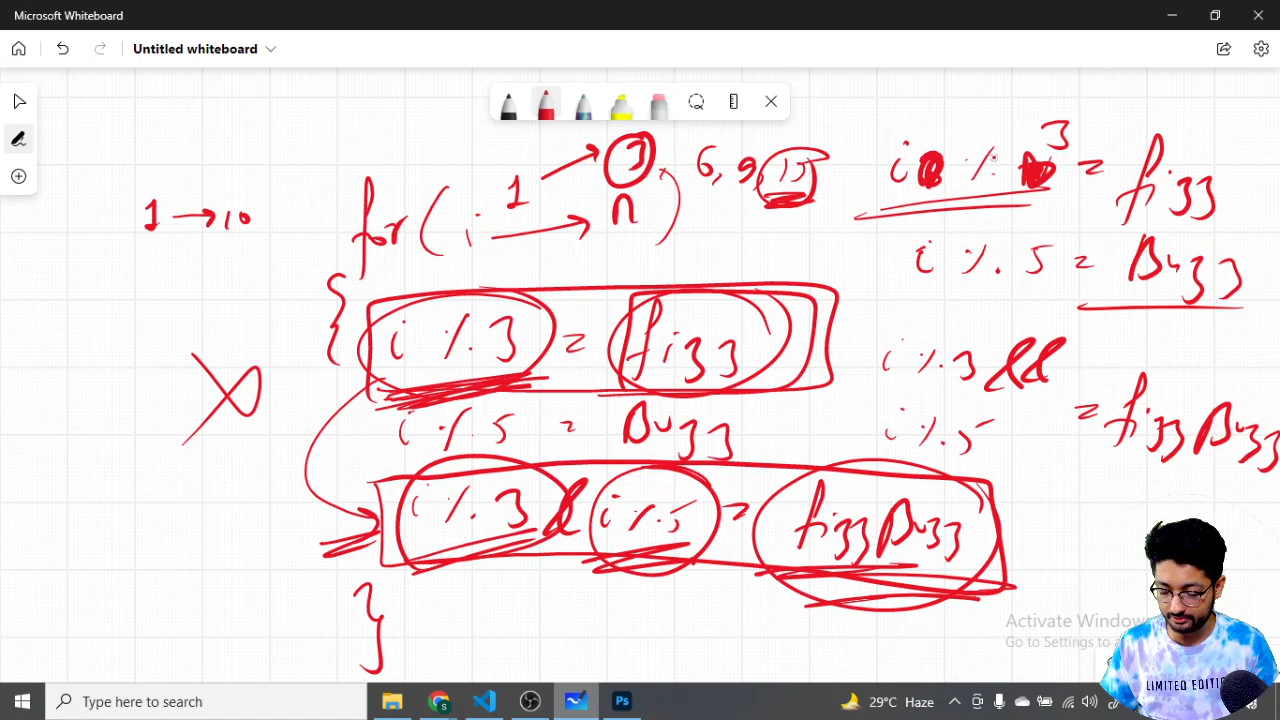 Microsoft Whiteboard
Untitled whiteboard
1 → 3 6, 9, 15
i % 3 = fizz
1 → 10
for ( i → n )
i % 5 = Buzz
{
i % 3 = fizz
i % 3 &&
i % 5 = fizzBuzz
i % 5 = Buzz
i % 3 & i % 5 = fizzBuzz
}
Activate Window
Go to Settings to a
LIMITED EDITION
Type here to search
29°C Haze